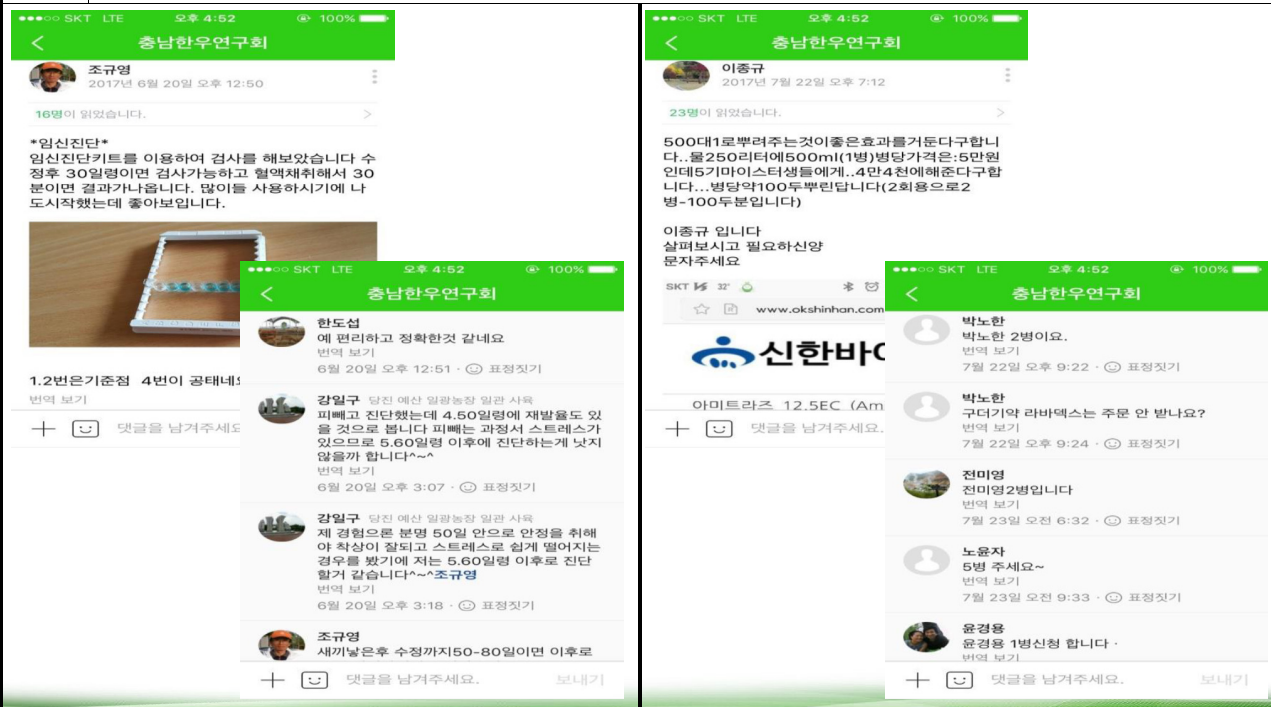 ●●●○○ SKT LTE 오후 4:52 100%
충남한우연구회
조규영
2017년 6월 20일 오후 12:50
16명이 읽었습니다.
*임신진단*
임신진단키트를 이용하여 검사를 해보았습니다 수
정후 30일령이면 검사가능하고 혈액채취해서 30
분이면 결과가나옵니다. 많이들 사용하시기에 나
도시작했는데 좋아보입니다.
1.2번은기준점 4번이 공태네요
번역 보기
댓글을 남겨주세요
●●●○○ SKT LTE 오후 4:52 100%
충남한우연구회
한도섭
예 편리하고 정확한것 같네요
번역 보기
6월 20일 오후 12:51 · 표정짓기
강일구 당진 예산 일광농장 일관 사육
피빼고 진단했는데 4.50일령에 재발율도 있
을 것으로 봅니다 피빼는 과정서 스트레스가
있으므로 5.60일령 이후에 진단하는게 낫지
않을까 합니다^~^
번역 보기
6월 20일 오후 3:07 · 표정짓기
강일구 당진 예산 일광농장 일관 사육
제 경험으론 분명 50일 안으로 안정을 취해
야 착상이 잘되고 스트레스로 쉽게 떨어지는
경우를 봤기에 저는 5.60일령 이후로 진단
할거 같습니다^~^조규영
번역 보기
6월 20일 오후 3:18 · 표정짓기
조규영
새끼낳은후 수정까지50-80일이면 이후로
댓글을 남겨주세요. 보내기
●●●○○ SKT LTE 오후 4:52 100%
충남한우연구회
이종규
2017년 7월 22일 오후 7:12
23명이 읽었습니다.
500대1로뿌려주는것이좋은효과를거둔다구합니
다..물250리터에500ml(1병)병당가격은:5만원
인데5기마이스터생들에게..4만4천에해준다구합
니다...병당약100두뿌린답니다(2회용으로2
병-100두분입니다)
이종규 입니다
살펴보시고 필요하신양
문자주세요
SKT 32°
www.okshinhan.com
신한바이
아미트라즈 12.5EC (Am
댓글을 남겨주세요.
●●●○○ SKT LTE 오후 4:52 100%
충남한우연구회
박노한
박노한 2병이요.
번역 보기
7월 22일 오후 9:22 · 표정짓기
박노한
구더기약 라바덱스는 주문 안 받나요?
번역 보기
7월 22일 오후 9:24 · 표정짓기
전미영
전미영2병입니다
번역 보기
7월 23일 오전 6:32 · 표정짓기
노윤자
5병 주세요~
번역 보기
7월 23일 오전 9:33 · 표정짓기
윤경용
윤경용 1병신청 합니다 ·
번역 보기
댓글을 남겨주세요. 보내기